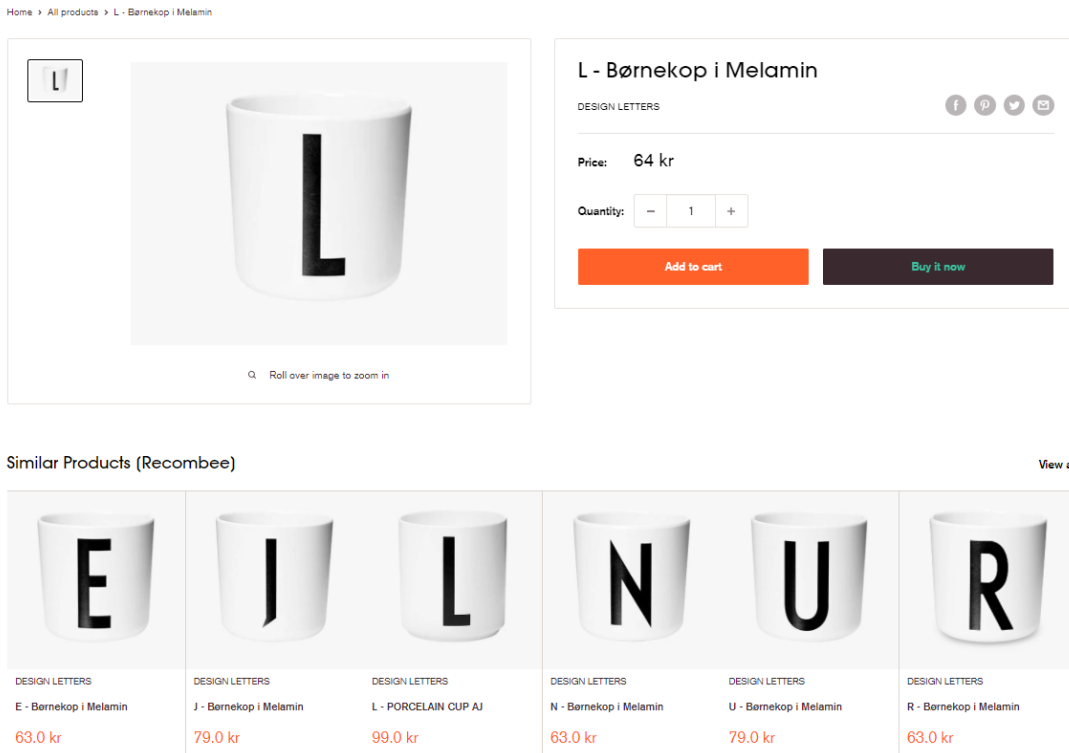 Home > All products > L - Børnekop i Melamin
L
L
L - Børnekop i Melamin
DESIGN LETTERS
Price: 64 kr
Quantity: - 1 +
Add to cart Buy it now
Roll over image to zoom in
Similar Products (Recombee) View
E J L N U R
DESIGN LETTERS DESIGN LETTERS DESIGN LETTERS DESIGN LETTERS DESIGN LETTERS DESIGN LETTERS
E - Børnekop i Melamin J - Børnekop i Melamin L - PORCELAIN CUP AJ N - Børnekop i Melamin U - Børnekop i Melamin R - Børnekop i Melamin
63.0 kr 79.0 kr 99.0 kr 63.0 kr 79.0 kr 63.0 kr